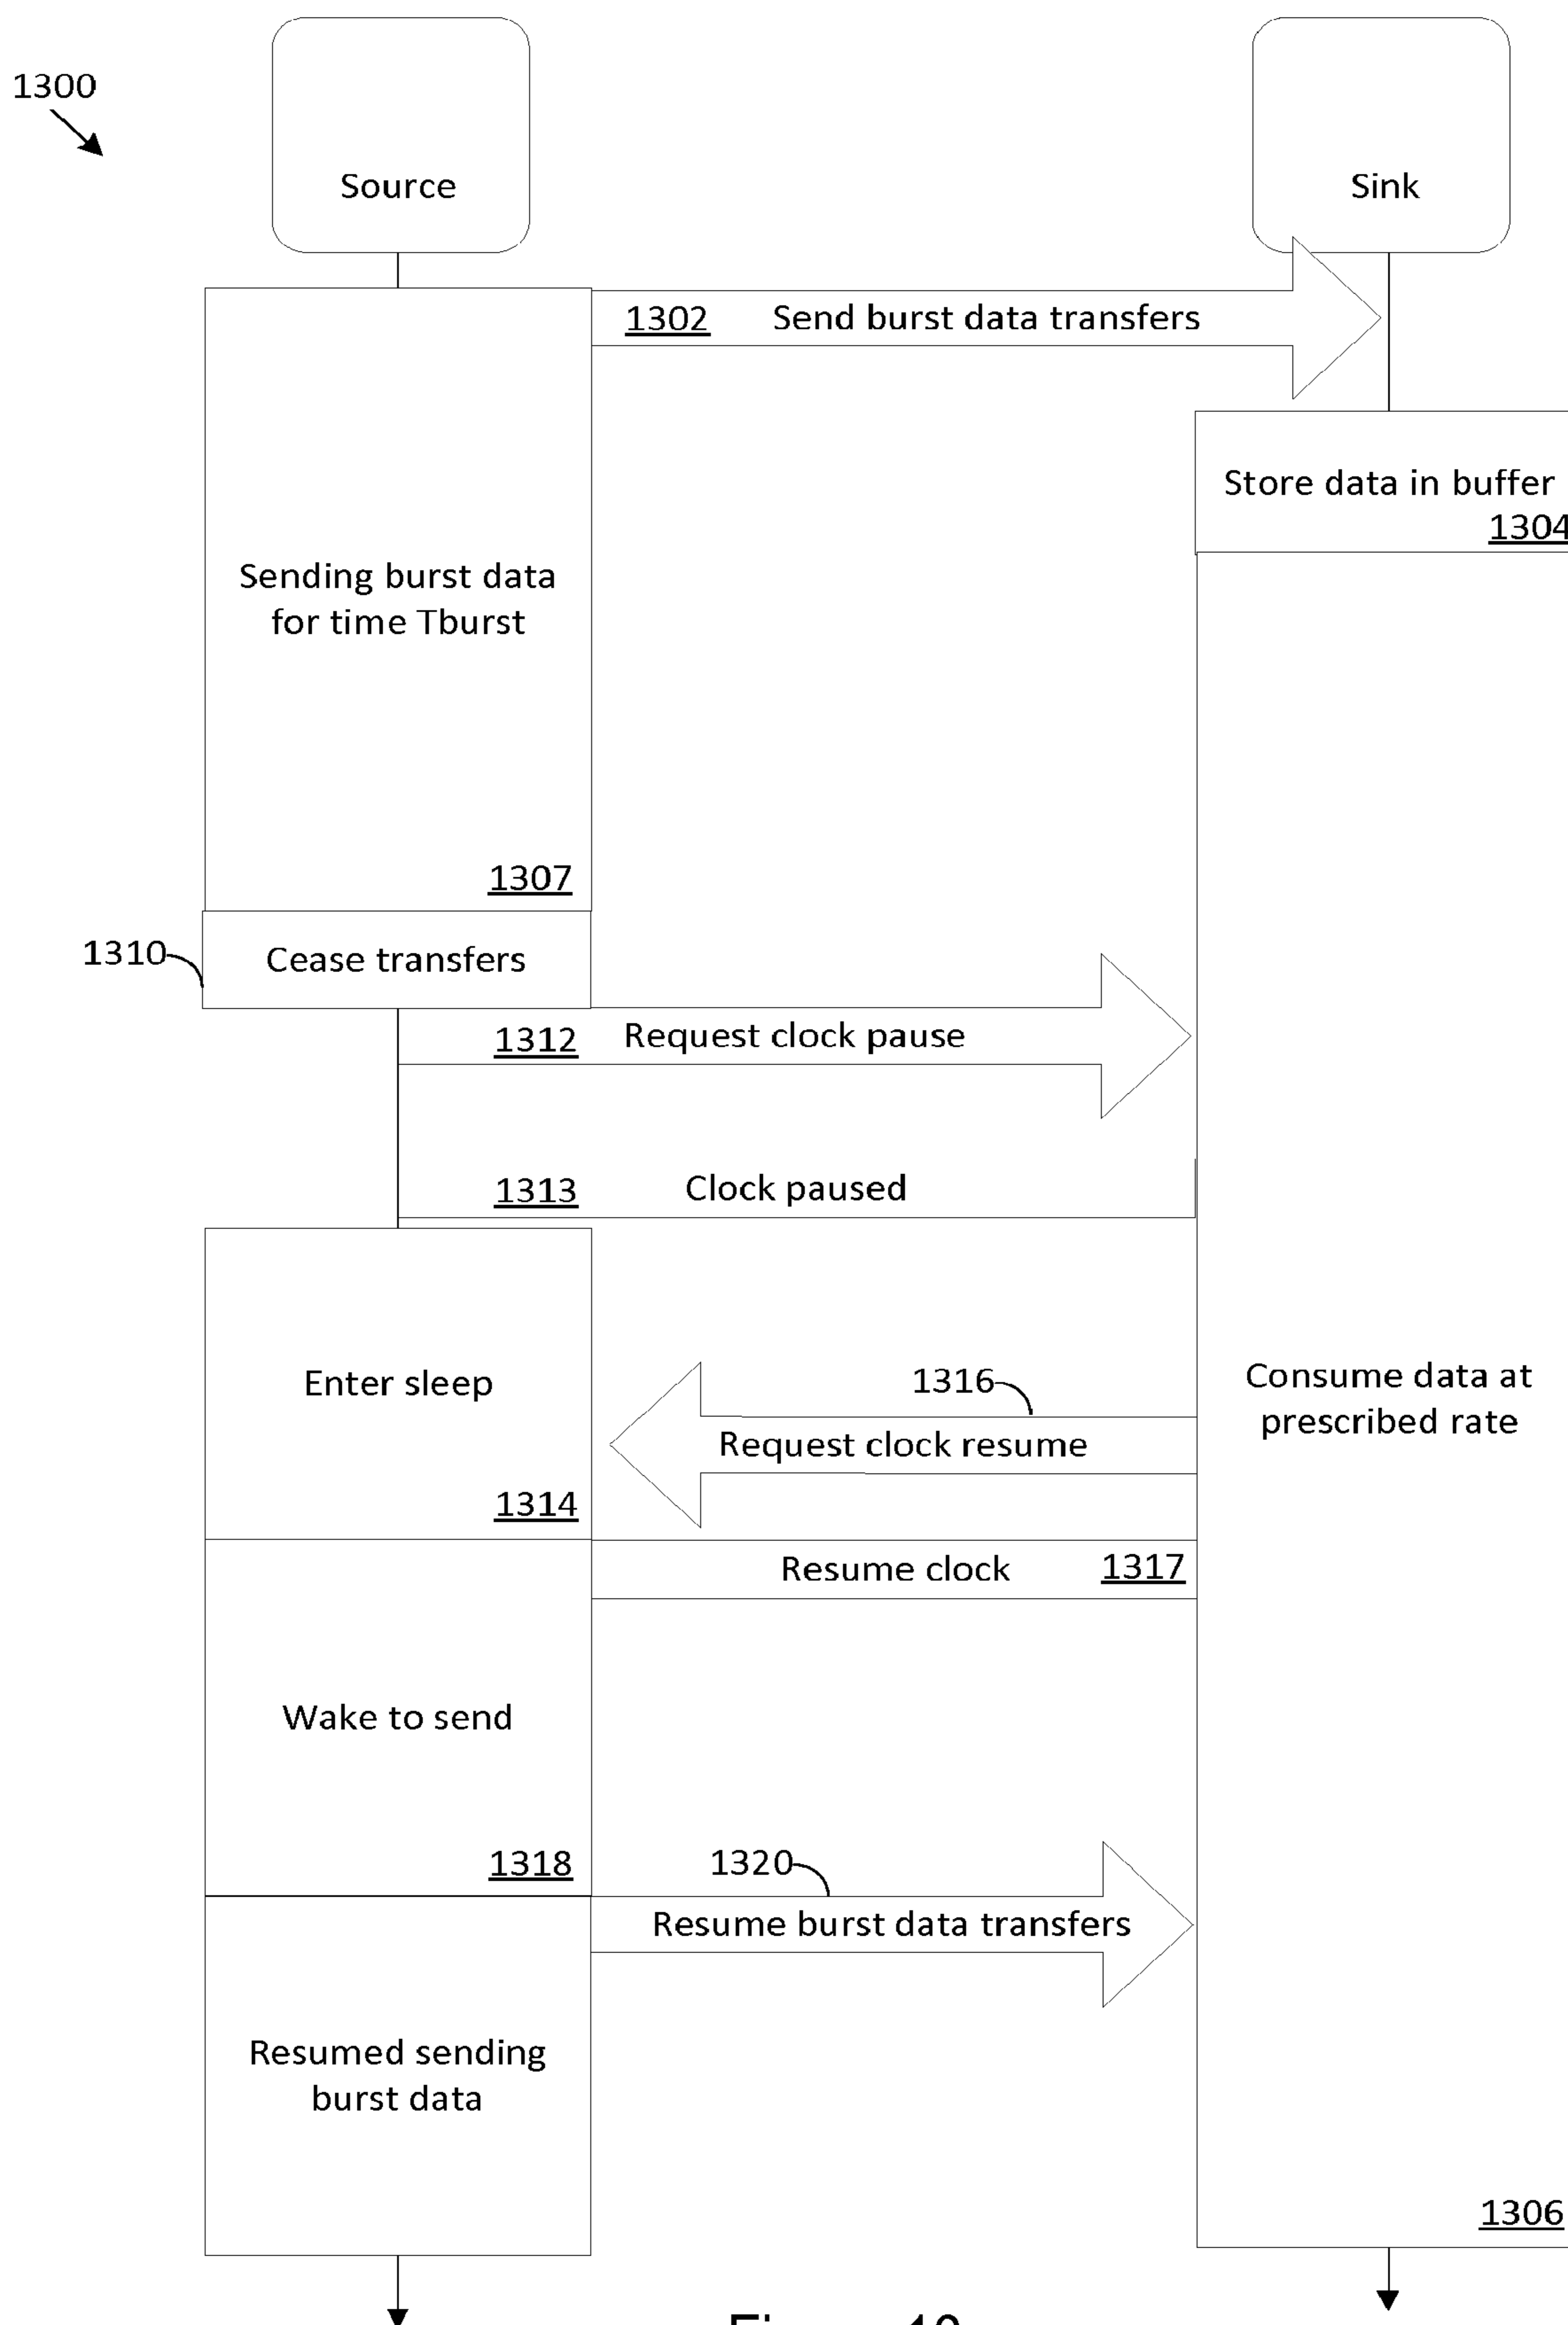 1300
Source
Sink
1302 Send burst data transfers
Store data in buffer
1304
Sending burst data
for time Tburst
1307
1310
Cease transfers
1312 Request clock pause
1313 Clock paused
Enter sleep
1316
Consume data at
prescribed rate
Request clock resume
1314
Resume clock 1317
Wake to send
1318
1320
Resume burst data transfers
Resumed sending
burst data
1306